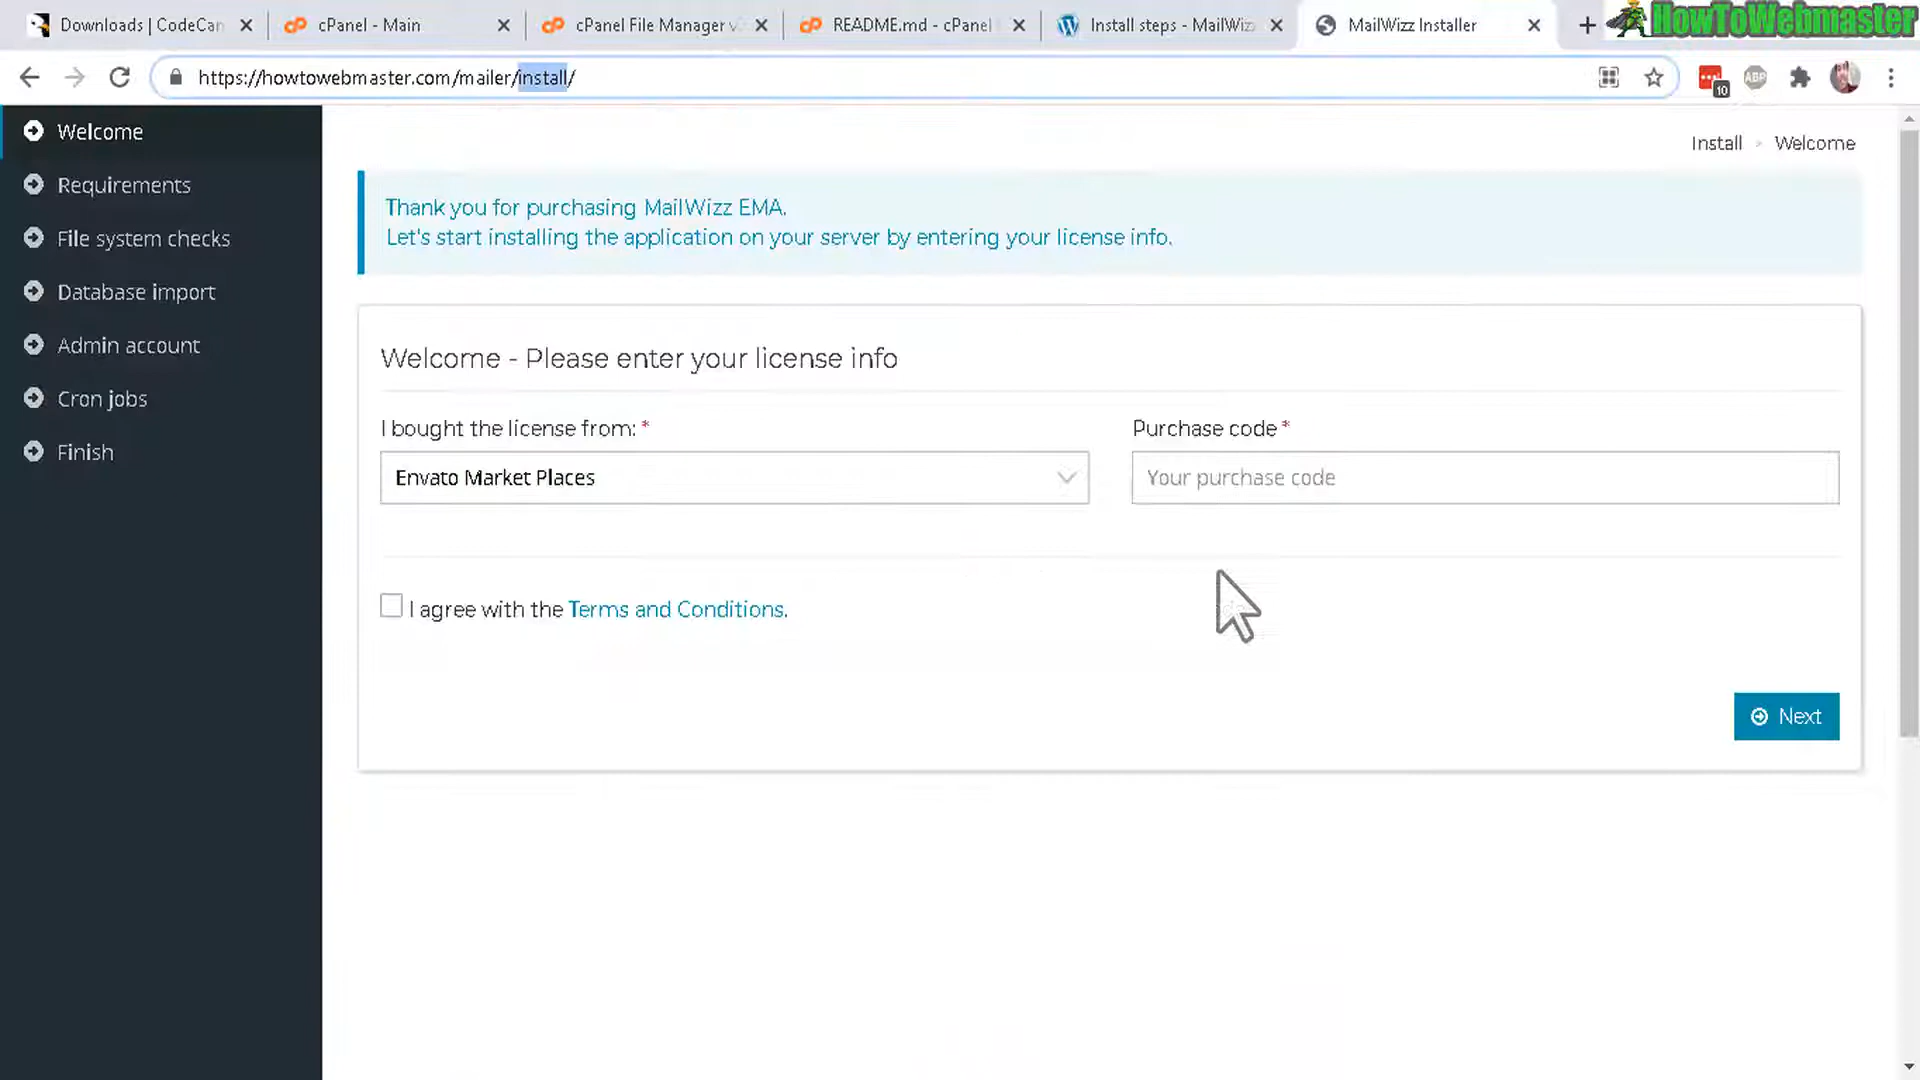 Downloads | CodeCan
cPanel - Main
cPanel File Manager v
README.md - cPanel
Install steps - MailWizz
MailWizz Installer
HowToWebmaster
https://howtowebmaster.com/mailer/install/
10
ABP
Welcome
Requirements
File system checks
Database import
Admin account
Cron jobs
Finish
Install
Welcome
Thank you for purchasing MailWizz EMA.
Let's start installing the application on your server by entering your license info.
Welcome - Please enter your license info
I bought the license from: *
Purchase code *
Envato Market Places
Your purchase code
I agree with the Terms and Conditions.
Next